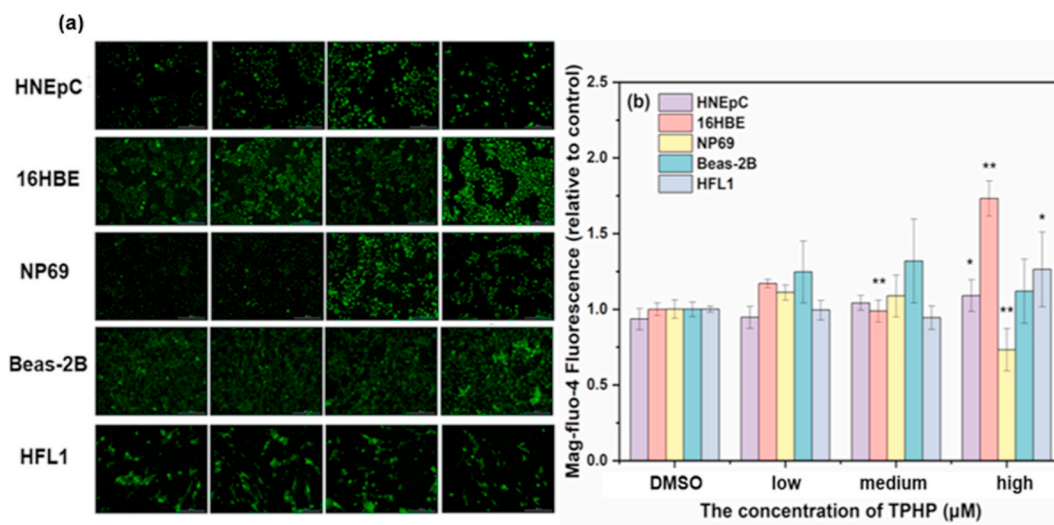 (a)
HNEpC
16HBE
NP69
Beas-2B
HFL1
(b)
HNEpC
16HBE
NP69
Beas-2B
HFL1
Mag-fluo-4 Fluorescence (relative to control)
2.5
2.0
1.5
1.0
0.5
0.0
**
**
*
**
*
DMSO
low
medium
high
The concentration of TPHP (μM)